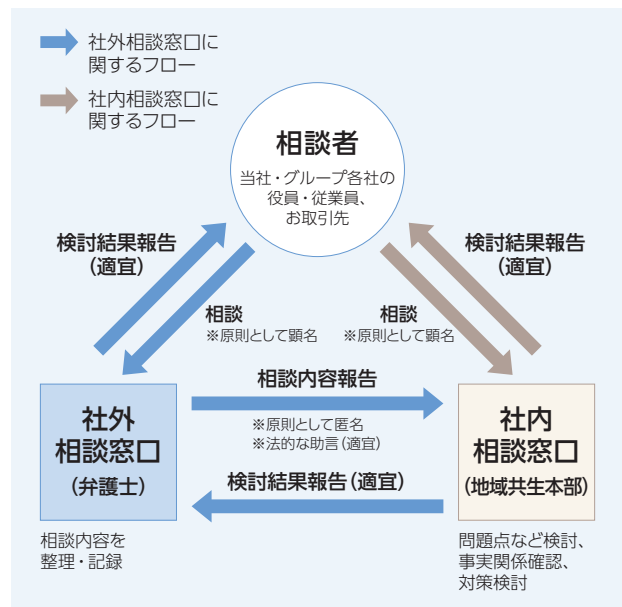 社外相談窓口に
関するフロー
社内相談窓口に
関するフロー
相談者
当社・グループ各社の
役員・従業員、
お取引先
検討結果報告
(適宜)
検討結果報告
(適宜)
相談
※原則として顕名
相談
※原則として顕名
社外
相談窓口
(弁護士)
相談内容報告
※原則として匿名
※法的な助言(適宜)
検討結果報告(適宜)
社内
相談窓口
(地域共生本部)
相談内容を
整理・記録
問題点など検討、
事実関係確認、
対策検討